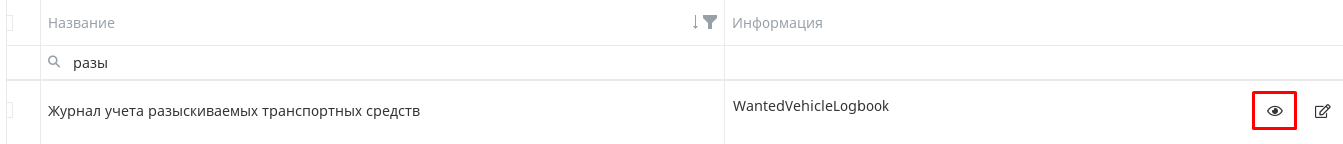 Название Информация
разы
Журнал учета разыскиваемых транспортных средств WantedVehicleLogbook